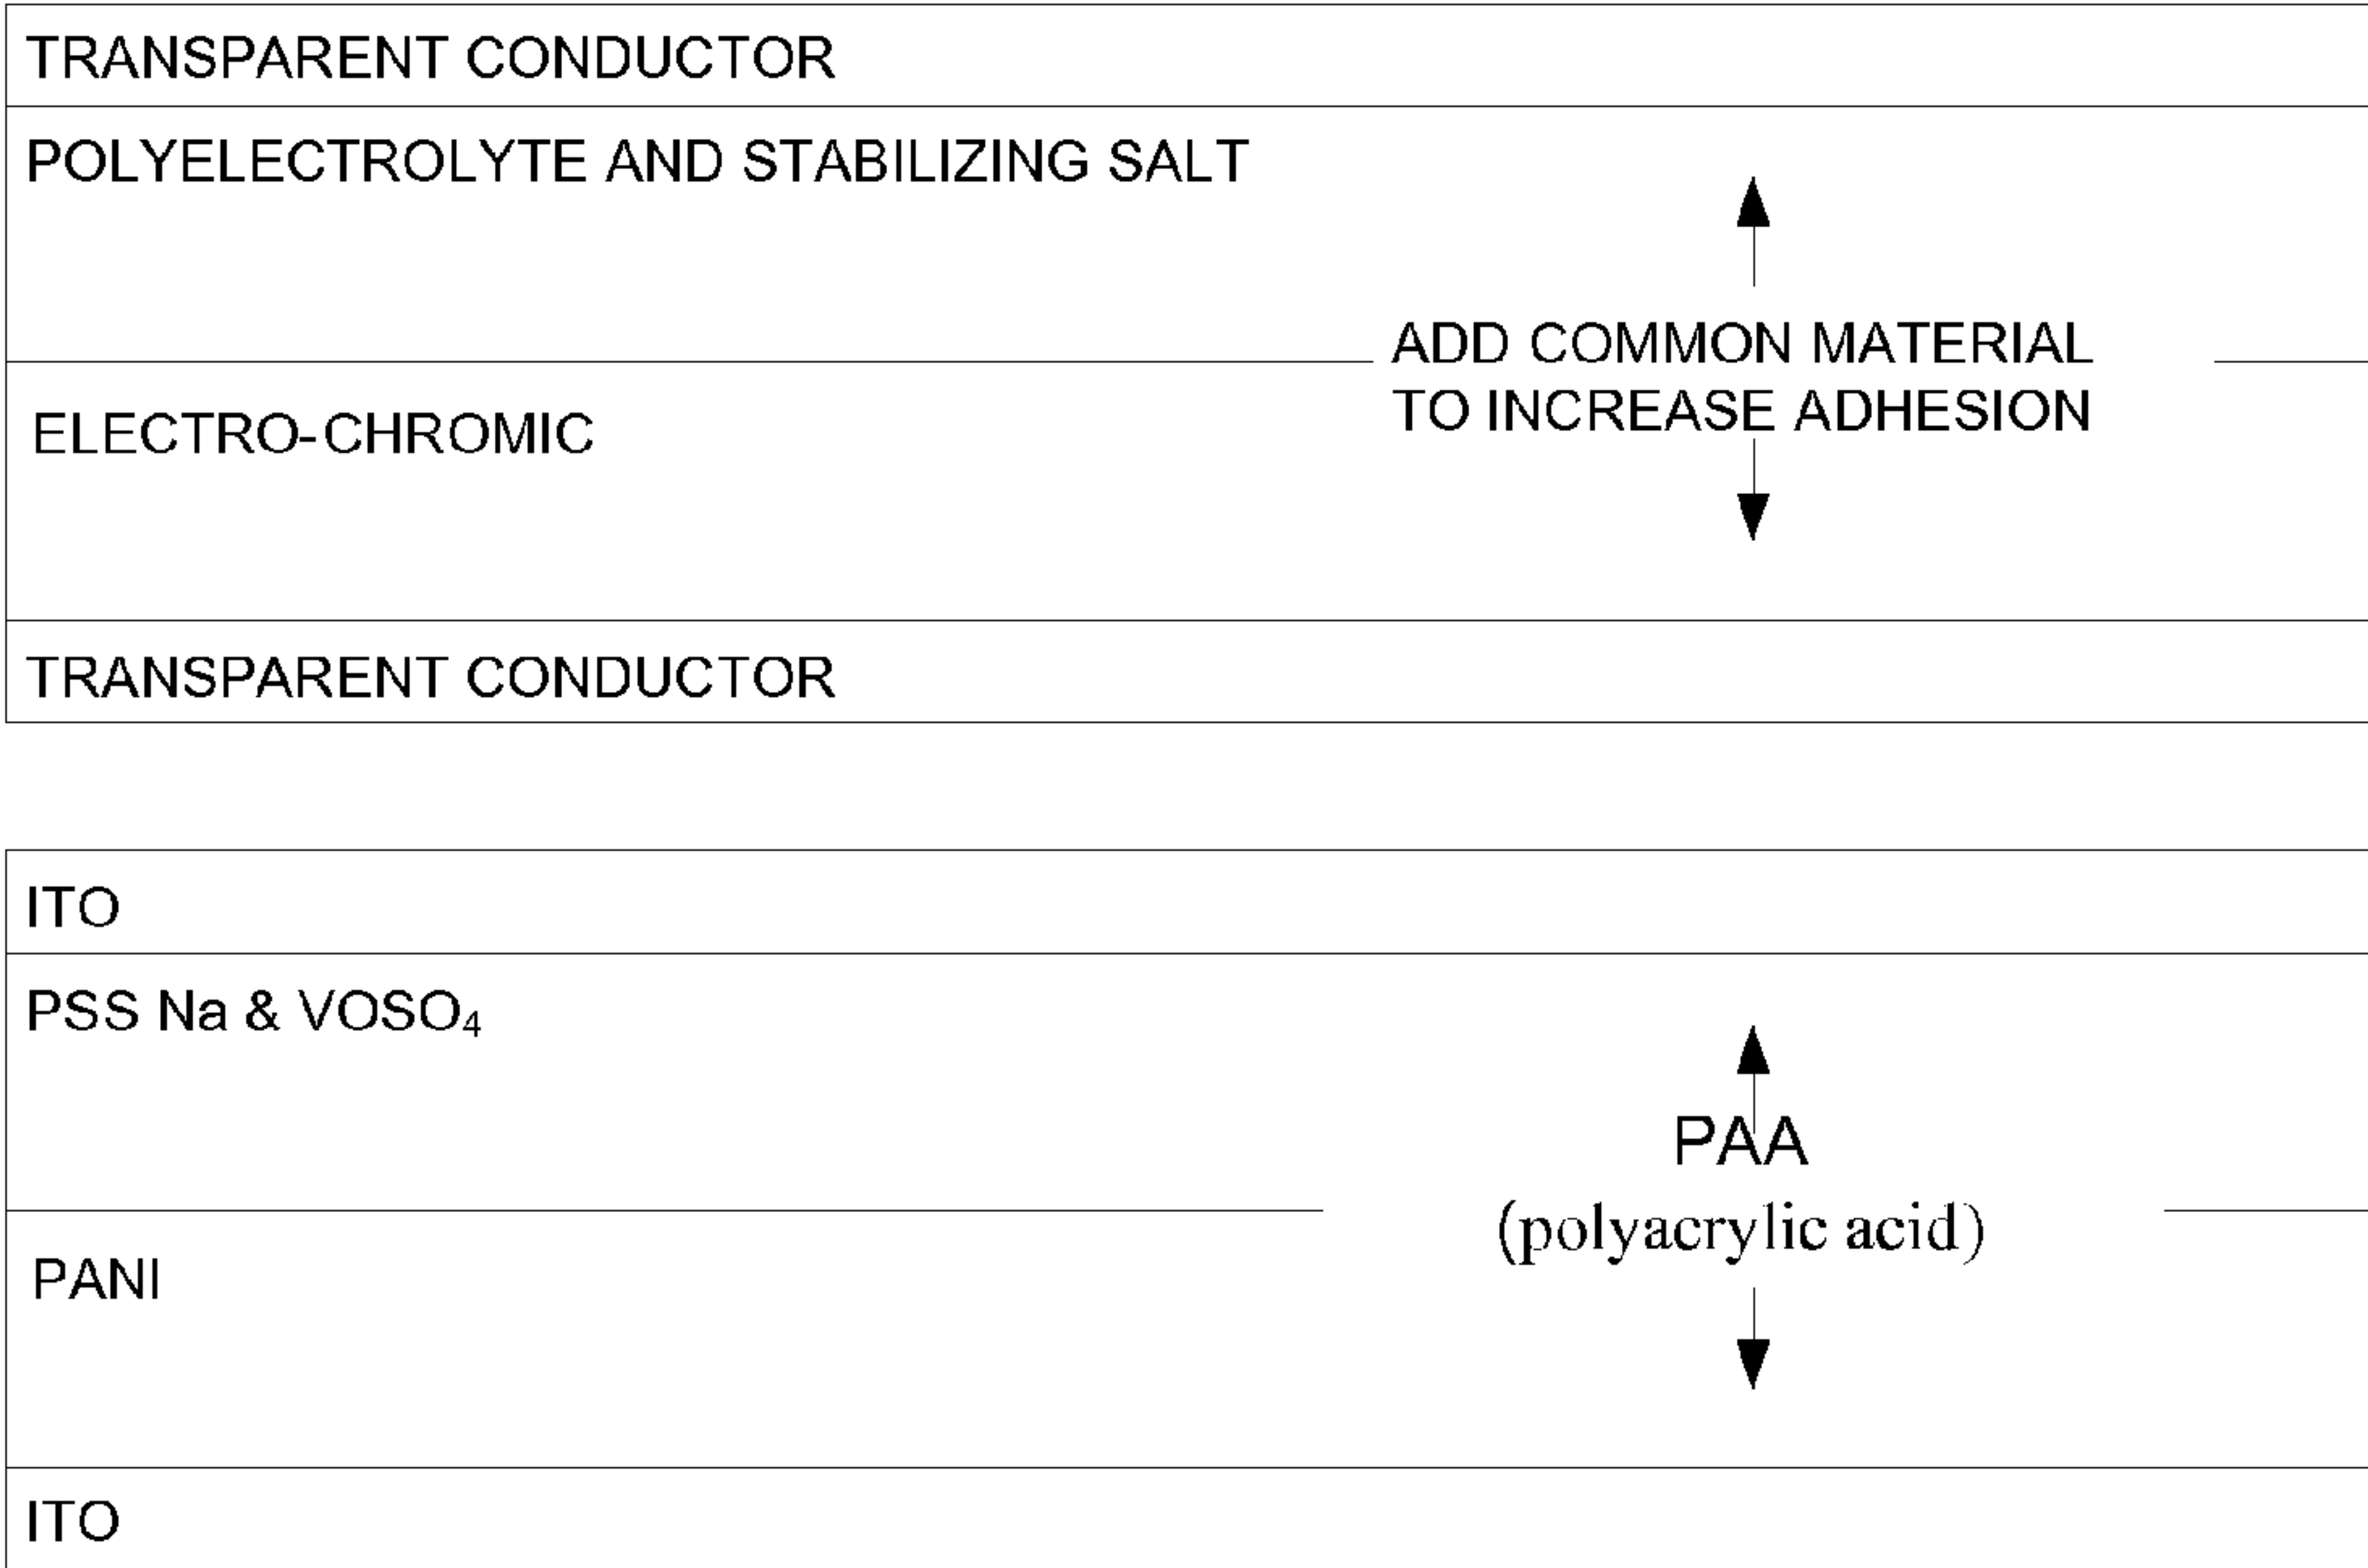 TRANSPARENT CONDUCTOR
POLYELECTROLYTE AND STABILIZING SALT
ADD COMMON MATERIAL
TO INCREASE ADHESION
ELECTRO-CHROMIC
TRANSPARENT CONDUCTOR
ITO
PSS Na & VOSO₄
PAA
(polyacrylic acid)
PANI
ITO